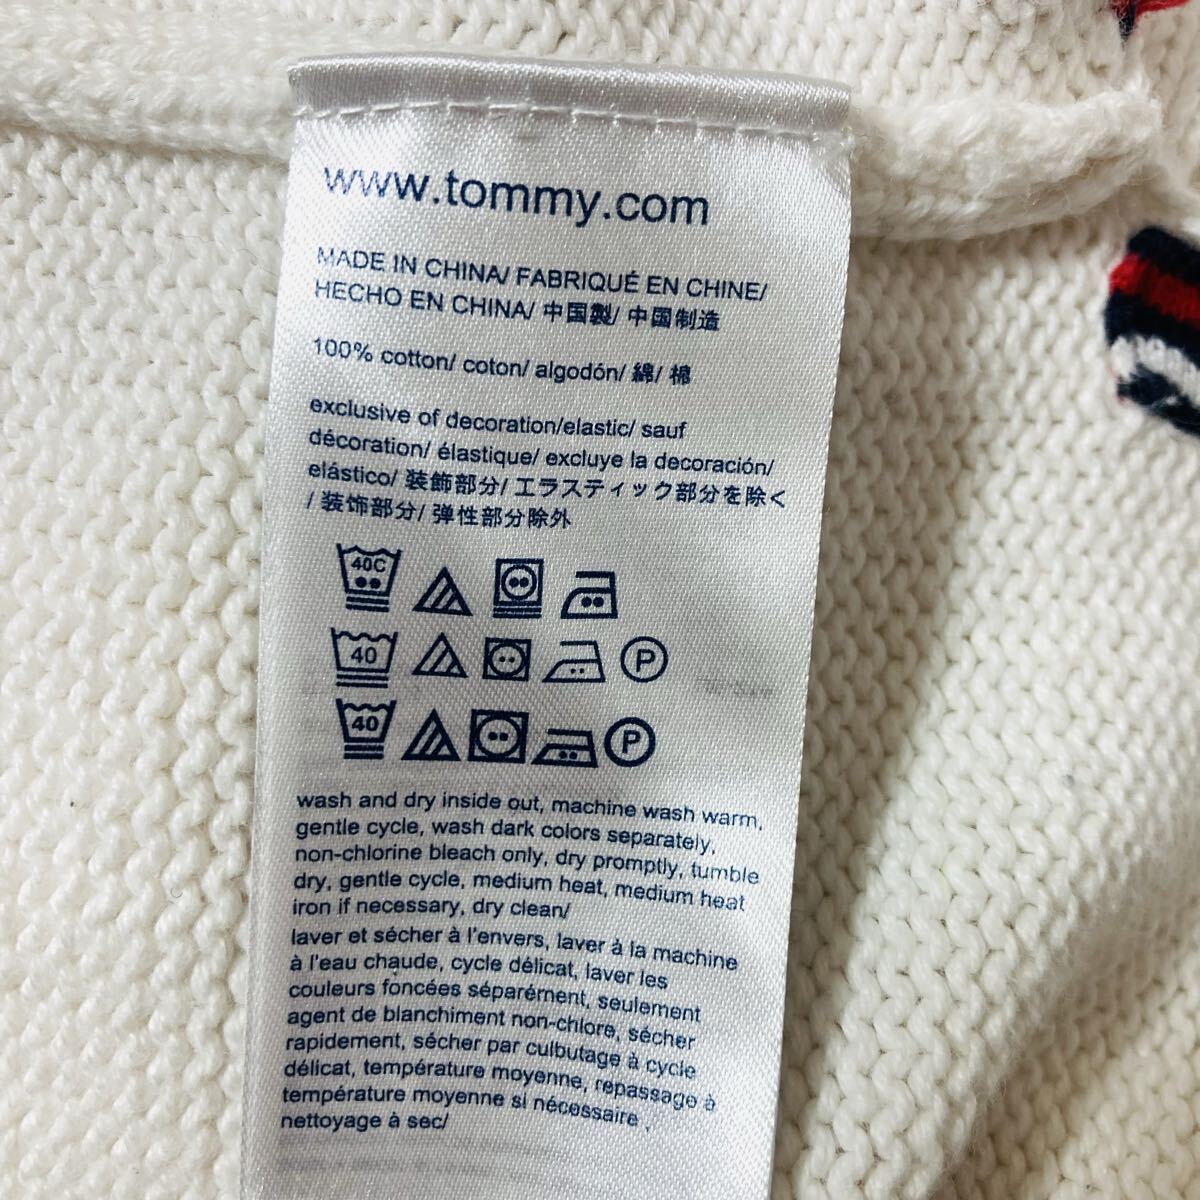 www.tommy.com
MADE IN CHINA/ FABRIQUÉ EN CHINE/
HECHO EN CHINA/ 中国製/ 中国制造
100% cotton/ coton/ algodón/ 綿/ 棉
exclusive of decoration/elastic/ sauf
décoration/ élastique/ excluye la decoración/
elástico/ 装飾部分/ エラスティック部分を除く
/ 装饰部分/ 弹性部分除外
40C
40
P
40
P
wash and dry inside out, machine wash warm,
gentle cycle, wash dark colors separately,
non-chlorine bleach only, dry promptly, tumble
dry, gentle cycle, medium heat, medium heat
iron if necessary, dry clean/
laver et sécher à l'envers, laver à la machine
à l'eau chaude, cycle délicat, laver les
couleurs foncées séparément, seulement
agent de blanchiment non-chlore, sécher
rapidement, sécher par culbutage à cycle
délicat, température moyenne, repassage à
température moyenne si nécessaire ,
nettoyage à sec/